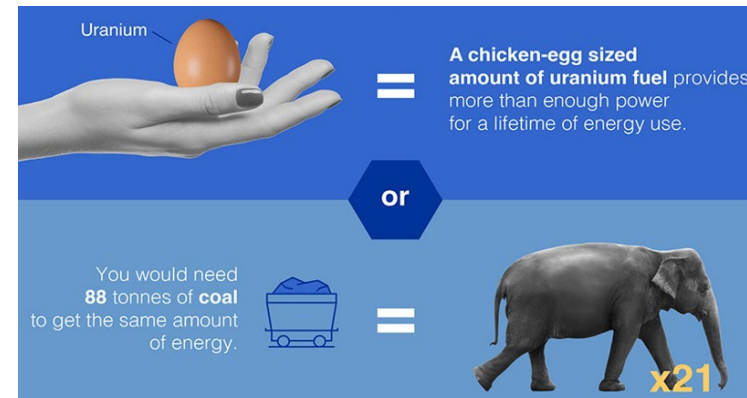 Uranium
=
A chicken-egg sized
amount of uranium fuel provides
more than enough power
for a lifetime of energy use.
or
You would need
88 tonnes of coal
to get the same amount
of energy.
=
x21